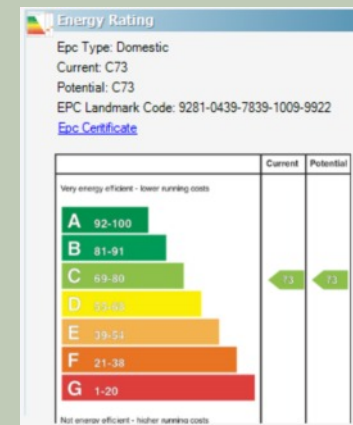 Energy Rating
Epc Type: Domestic
Current: C73
Potential: C73
EPC Landmark Code: 9281-0439-7839-1009-9922
Epc Certificate
Current Potential
Very energy efficient - lower running costs
A 92-100
B 81-91
C 69-80
73 73
D 55-68
E 39-54
F 21-38
G 1-20
Not energy efficient - higher running costs